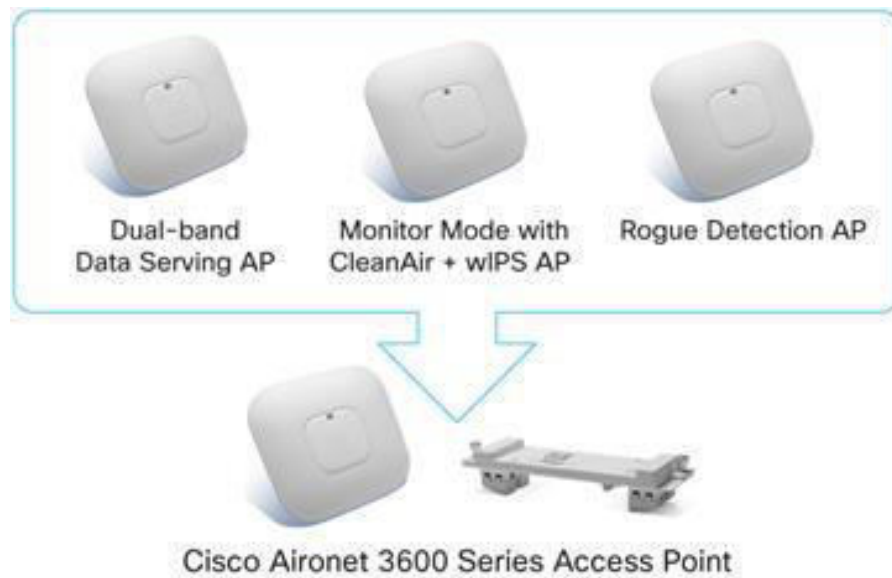 Dual-band
Data Serving AP
Monitor Mode with
CleanAir + wIPS AP
Rogue Detection AP
Cisco Aironet 3600 Series Access Point